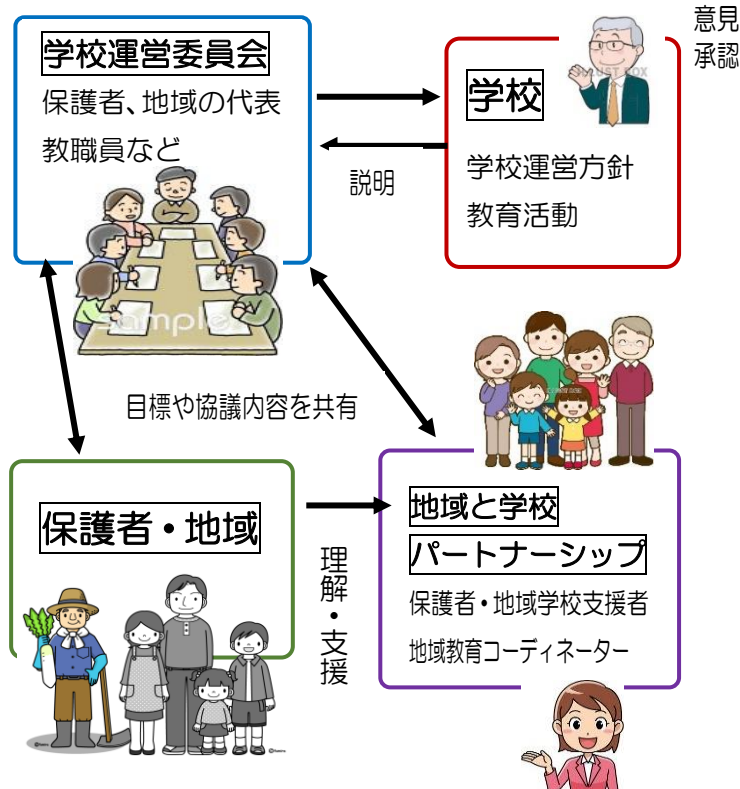 学校運営委員会
保護者、地域の代表
教職員など
意見
承認
学校
学校運営方針
教育活動
説明
sample
目標や協議内容を共有
保護者・地域
理解・支援
地域と学校
パートナーシップ
保護者・地域学校支援者
地域教育コーディネーター